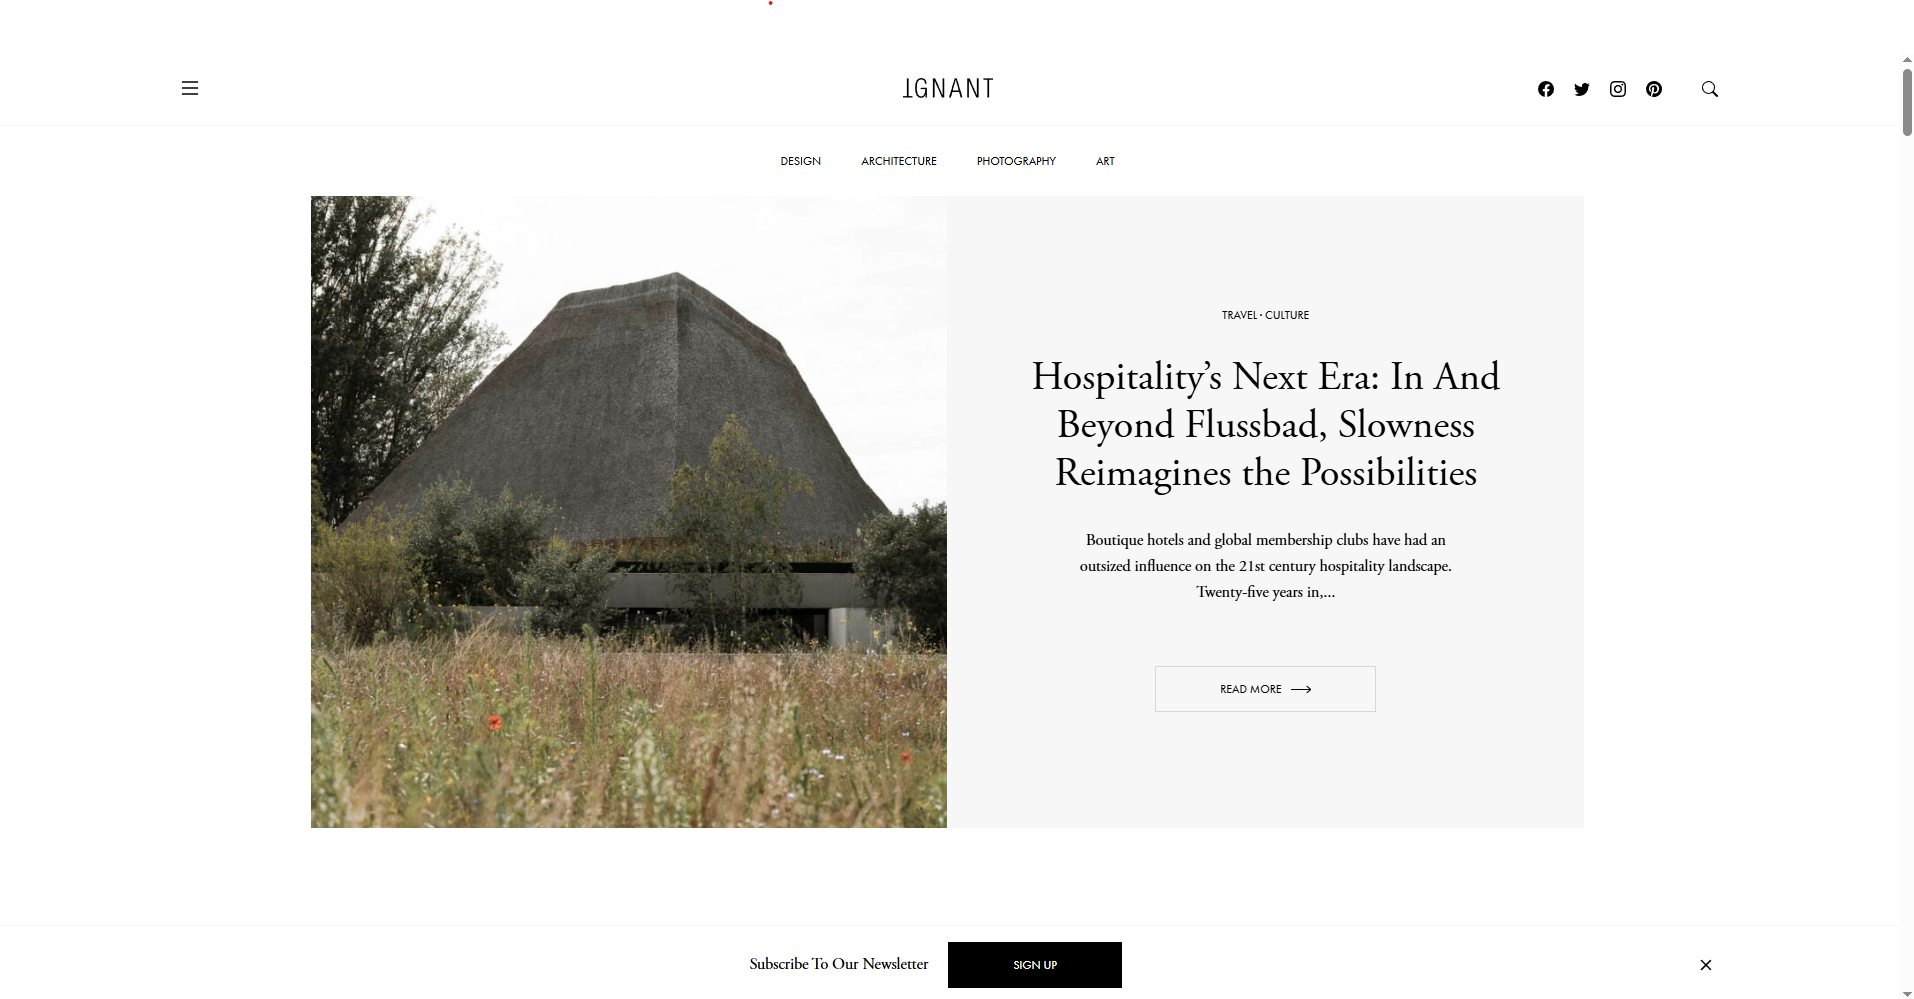 IGNANT
DESIGN
ARCHITECTURE
PHOTOGRAPHY
ART
TRAVEL · CULTURE
Hospitality’s Next Era: In And
Beyond Flussbad, Slowness
Reimagines the Possibilities
Boutique hotels and global membership clubs have had an
outsized influence on the 21st century hospitality landscape.
Twenty-five years in,...
READ MORE
Subscribe To Our Newsletter
SIGN UP